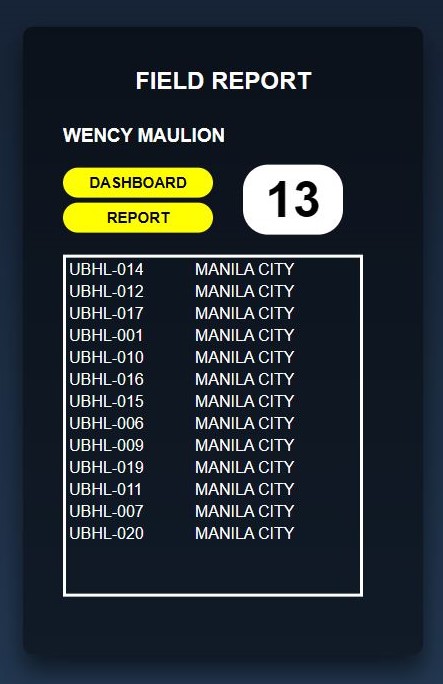 FIELD REPORT
WENCY MAULION
DASHBOARD
REPORT
13
UBHL-014 MANILA CITY
UBHL-012 MANILA CITY
UBHL-017 MANILA CITY
UBHL-001 MANILA CITY
UBHL-010 MANILA CITY
UBHL-016 MANILA CITY
UBHL-015 MANILA CITY
UBHL-006 MANILA CITY
UBHL-009 MANILA CITY
UBHL-019 MANILA CITY
UBHL-011 MANILA CITY
UBHL-007 MANILA CITY
UBHL-020 MANILA CITY